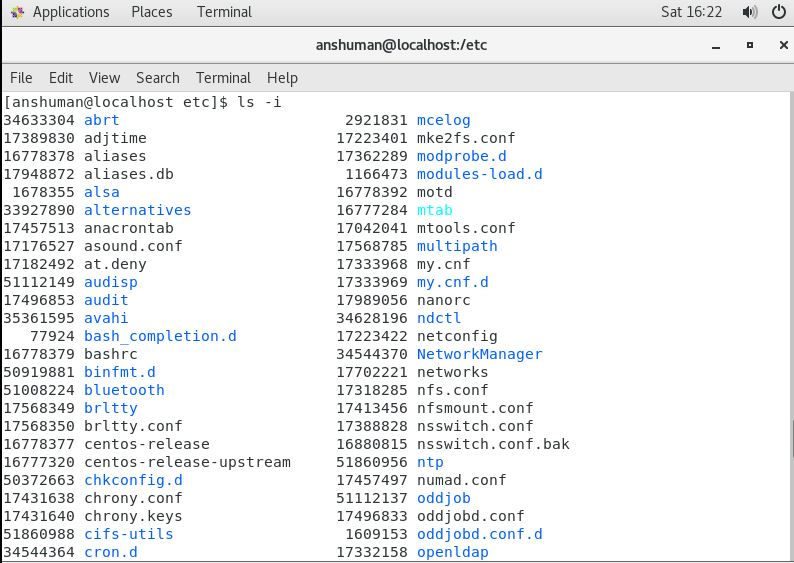 Applications Places Terminal Sat 16:22
anshuman@localhost:/etc
File Edit View Search Terminal Help
[anshuman@localhost etc]$ ls -i
34633304 abrt 2921831 mcelog
17389830 adjtime 17223401 mke2fs.conf
16778378 aliases 17362289 modprobe.d
17948872 aliases.db 1166473 modules-load.d
1678355 alsa 16778392 motd
33927890 alternatives 16777284 mtab
17457513 anacrontab 17042041 mtools.conf
17176527 asound.conf 17568785 multipath
17182492 at.deny 17333968 my.cnf
51112149 audisp 17333969 my.cnf.d
17496853 audit 17989056 nanorc
35361595 avahi 34628196 ndctl
77924 bash_completion.d 17223422 netconfig
16778379 bashrc 34544370 NetworkManager
50919881 binfmt.d 17702221 networks
51008224 bluetooth 17318285 nfs.conf
17568349 brltty 17413456 nfsmount.conf
17568350 brltty.conf 17388828 nsswitch.conf
16778377 centos-release 16880815 nsswitch.conf.bak
16777320 centos-release-upstream 51860956 ntp
50372663 chkconfig.d 17457497 numad.conf
17431638 chrony.conf 51112137 oddjob
17431640 chrony.keys 17496833 oddjobd.conf
51860988 cifs-utils 1609153 oddjobd.conf.d
34544364 cron.d 17332158 openldap